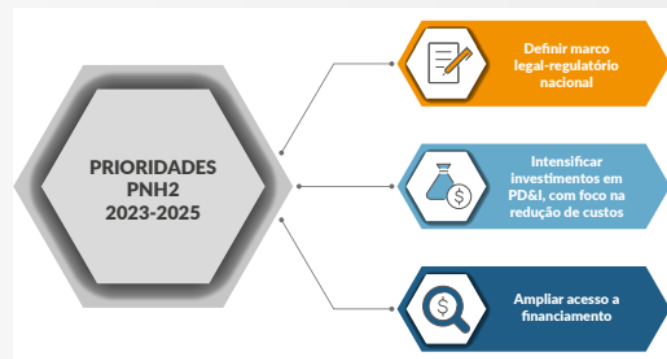 PRIORIDADES
PNH2
2023-2025
Definir marco
legal-regulatório
nacional
Intensificar
investimentos em
PD&I, com foco na
redução de custos
Ampliar acesso a
financiamento